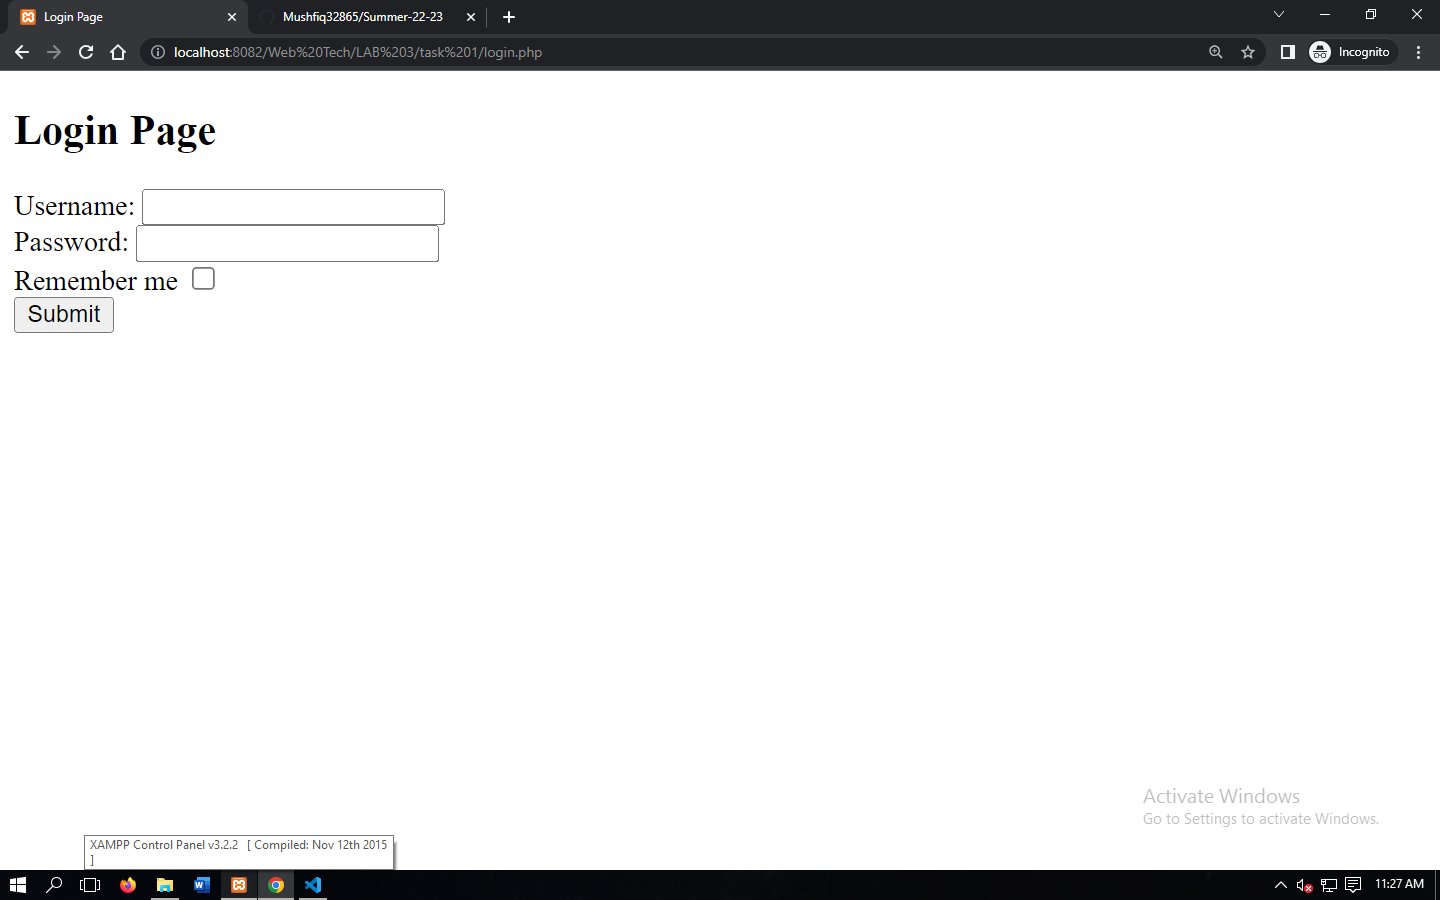 Login Page
Mushfiq32865/Summer-22-23
localhost:8082/Web%20Tech/LAB%203/task%201/login.php
Incognito
Login Page
Username:
Password:
Remember me
Submit
Activate Windows
Go to Settings to activate Windows.
XAMPP Control Panel v3.2.2 [ Compiled: Nov 12th 2015
]
11:27 AM